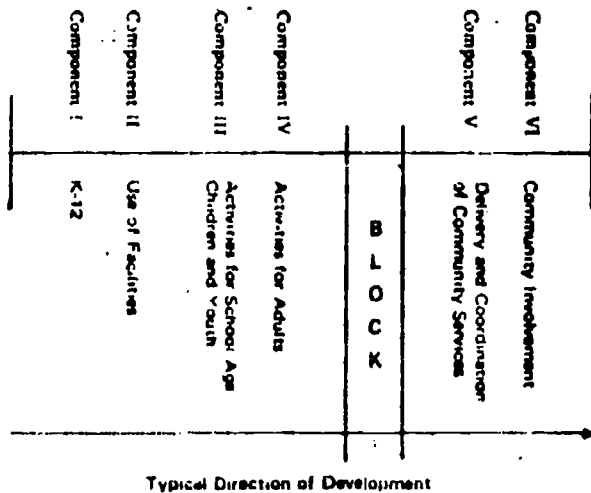 Component I
K-12
Component II
Use of Facilities
Component III
Activities for School Age
Children and Youth
Component IV
Activities for Adults
BLOCK
Component V
Delivery and Coordination
of Community Services
Component VI
Community Involvement
Typical Direction of Development